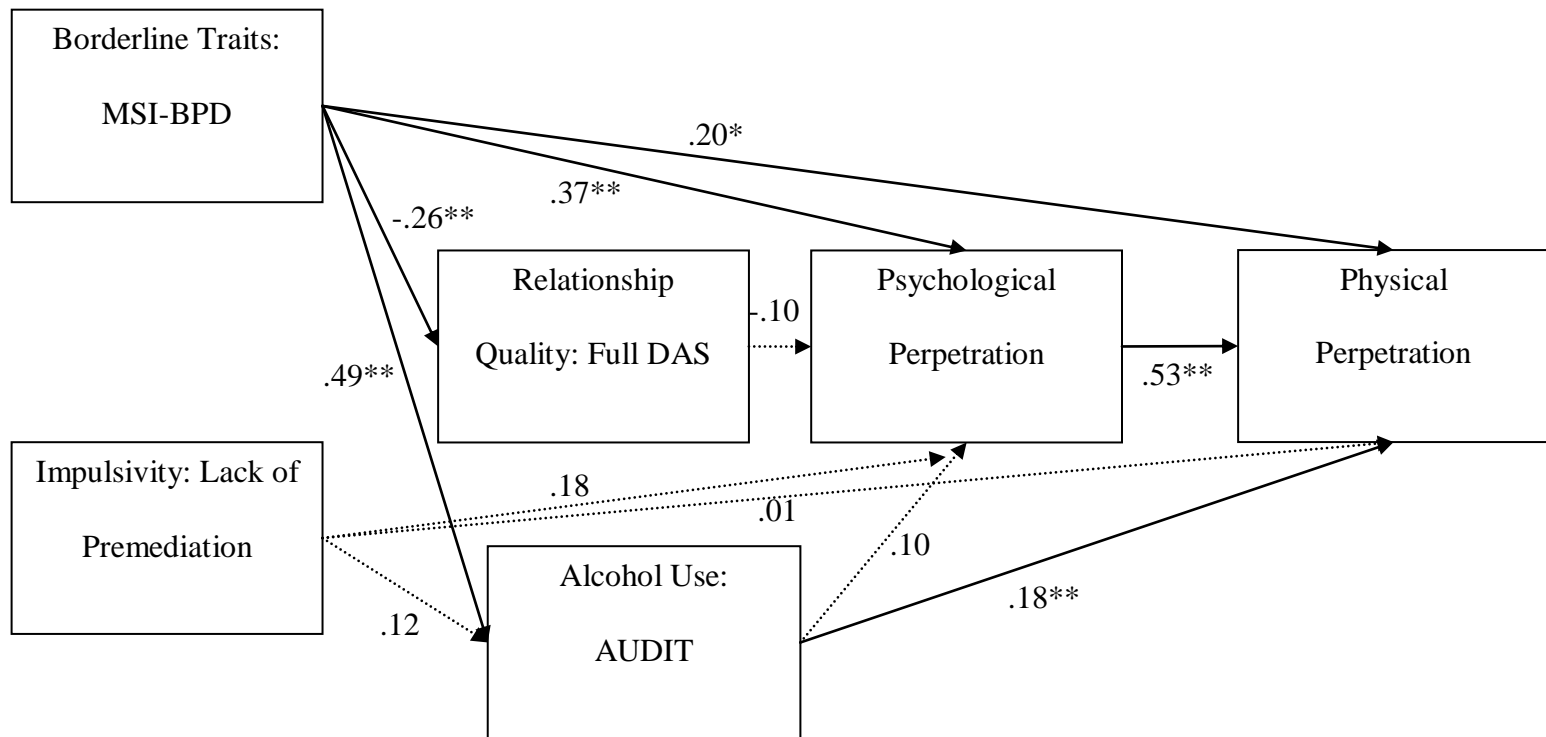 Borderline Traits:
MSI-BPD
.20*
.37**
-.26**
Relationship
Quality: Full DAS
-.10
Psychological
Perpetration
.53**
Physical
Perpetration
.49**
Impulsivity: Lack of
Premediation
.18
.01
.12
Alcohol Use:
AUDIT
.10
.18**